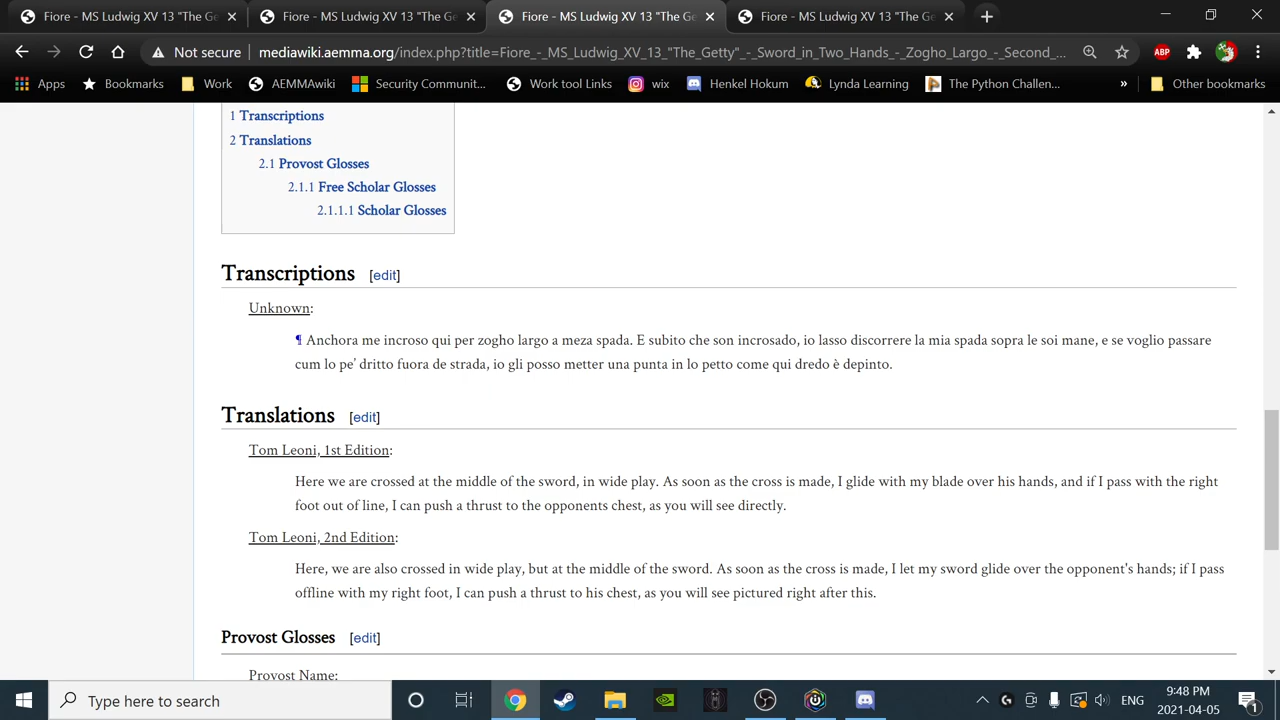 Fiore - MS Ludwig XV 13 "The Ge
Fiore - MS Ludwig XV 13 "The Ge
Fiore - MS Ludwig XV 13 "The Ge
Fiore - MS Ludwig XV 13 "The Ge
Not secure
mediawiki.aemma.org/index.php?title=Fiore_-_MS_Ludwig_XV_13_"The_Getty"_-_Sword_in_Two_Hands_-_Zogho_Largo_-_Second_...
ABP
Apps Bookmarks Work AEMMAwiki Security Communit... Work tool Links wix Henkel Hokum Lynda Learning The Python Challen... » Other bookmarks
1 Transcriptions
2 Translations
2.1 Provost Glosses
2.1.1 Free Scholar Glosses
2.1.1.1 Scholar Glosses
Transcriptions [edit]
Unknown:
¶ Anchora me incroso qui per zogho largo a meza spada. E subito che son incrosado, io lasso discorrere la mia spada sopra le soi mane, e se voglio passare
cum lo pe' dritto fuora de strada, io gli posso metter una punta in lo petto come qui dredo è depinto.
Translations [edit]
Tom Leoni, 1st Edition:
Here we are crossed at the middle of the sword, in wide play. As soon as the cross is made, I glide with my blade over his hands, and if I pass with the right
foot out of line, I can push a thrust to the opponents chest, as you will see directly.
Tom Leoni, 2nd Edition:
Here, we are also crossed in wide play, but at the middle of the sword. As soon as the cross is made, I let my sword glide over the opponent's hands; if I pass
offline with my right foot, I can push a thrust to his chest, as you will see pictured right after this.
Provost Glosses [edit]
Provost Name:
Type here to search
ENG
9:48 PM
2021-04-05
1